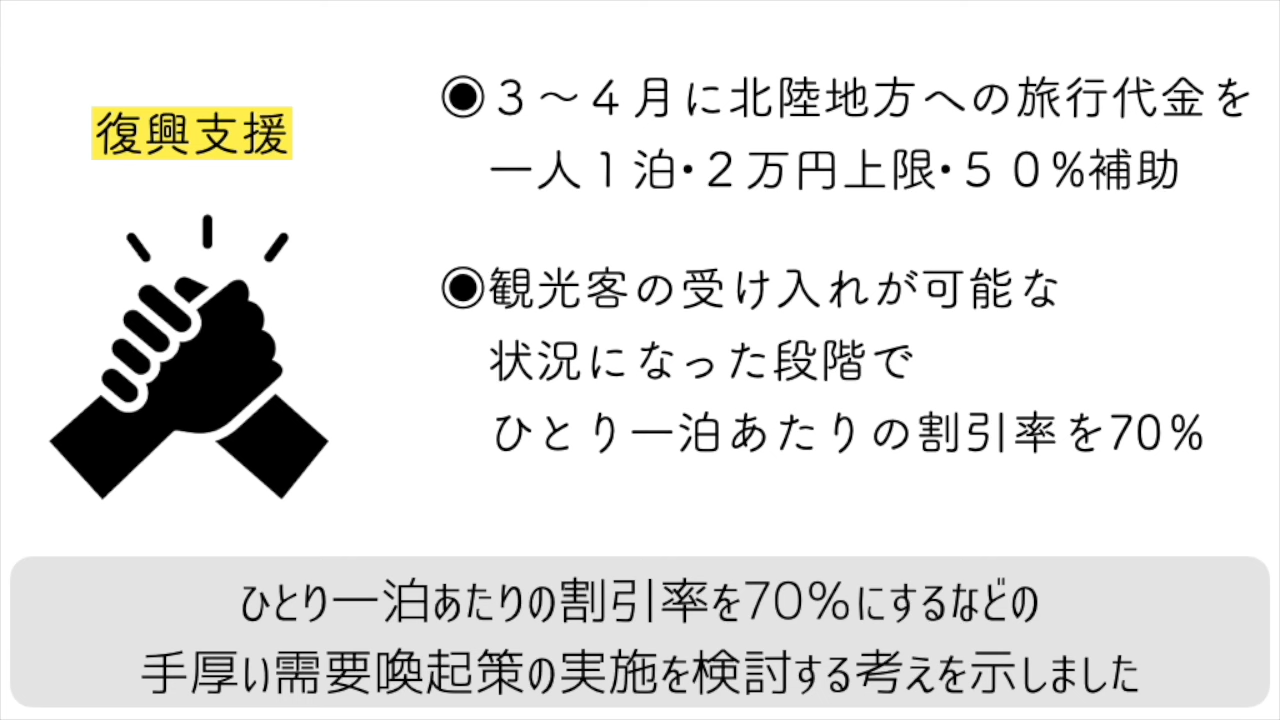 復興支援
◉３～４月に北陸地方への旅行代金を
一人１泊・２万円上限・５０%補助
◉観光客の受け入れが可能な
状況になった段階で
ひとり一泊あたりの割引率を70%
ひとり一泊あたりの割引率を70%にするなどの
手厚い需要喚起策の実施を検討する考えを示しました